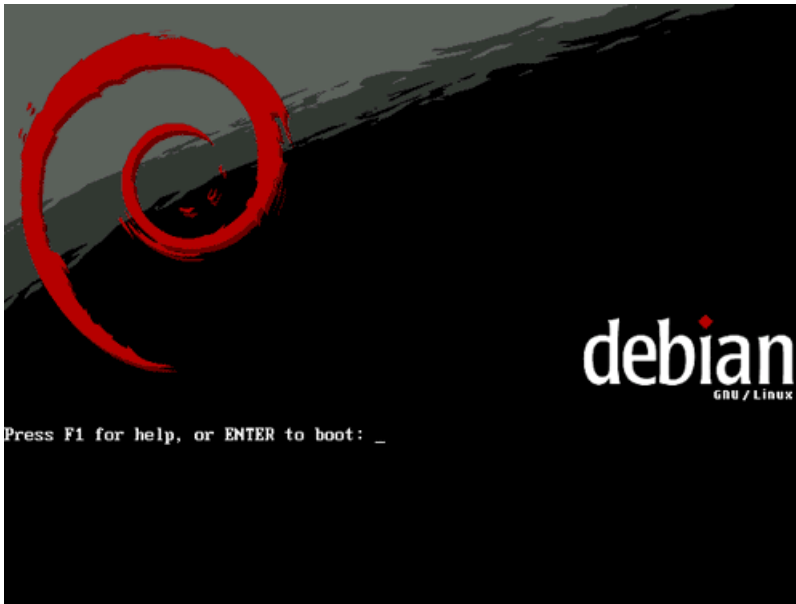 debian
GNU/Linux
Press F1 for help, or ENTER to boot: _